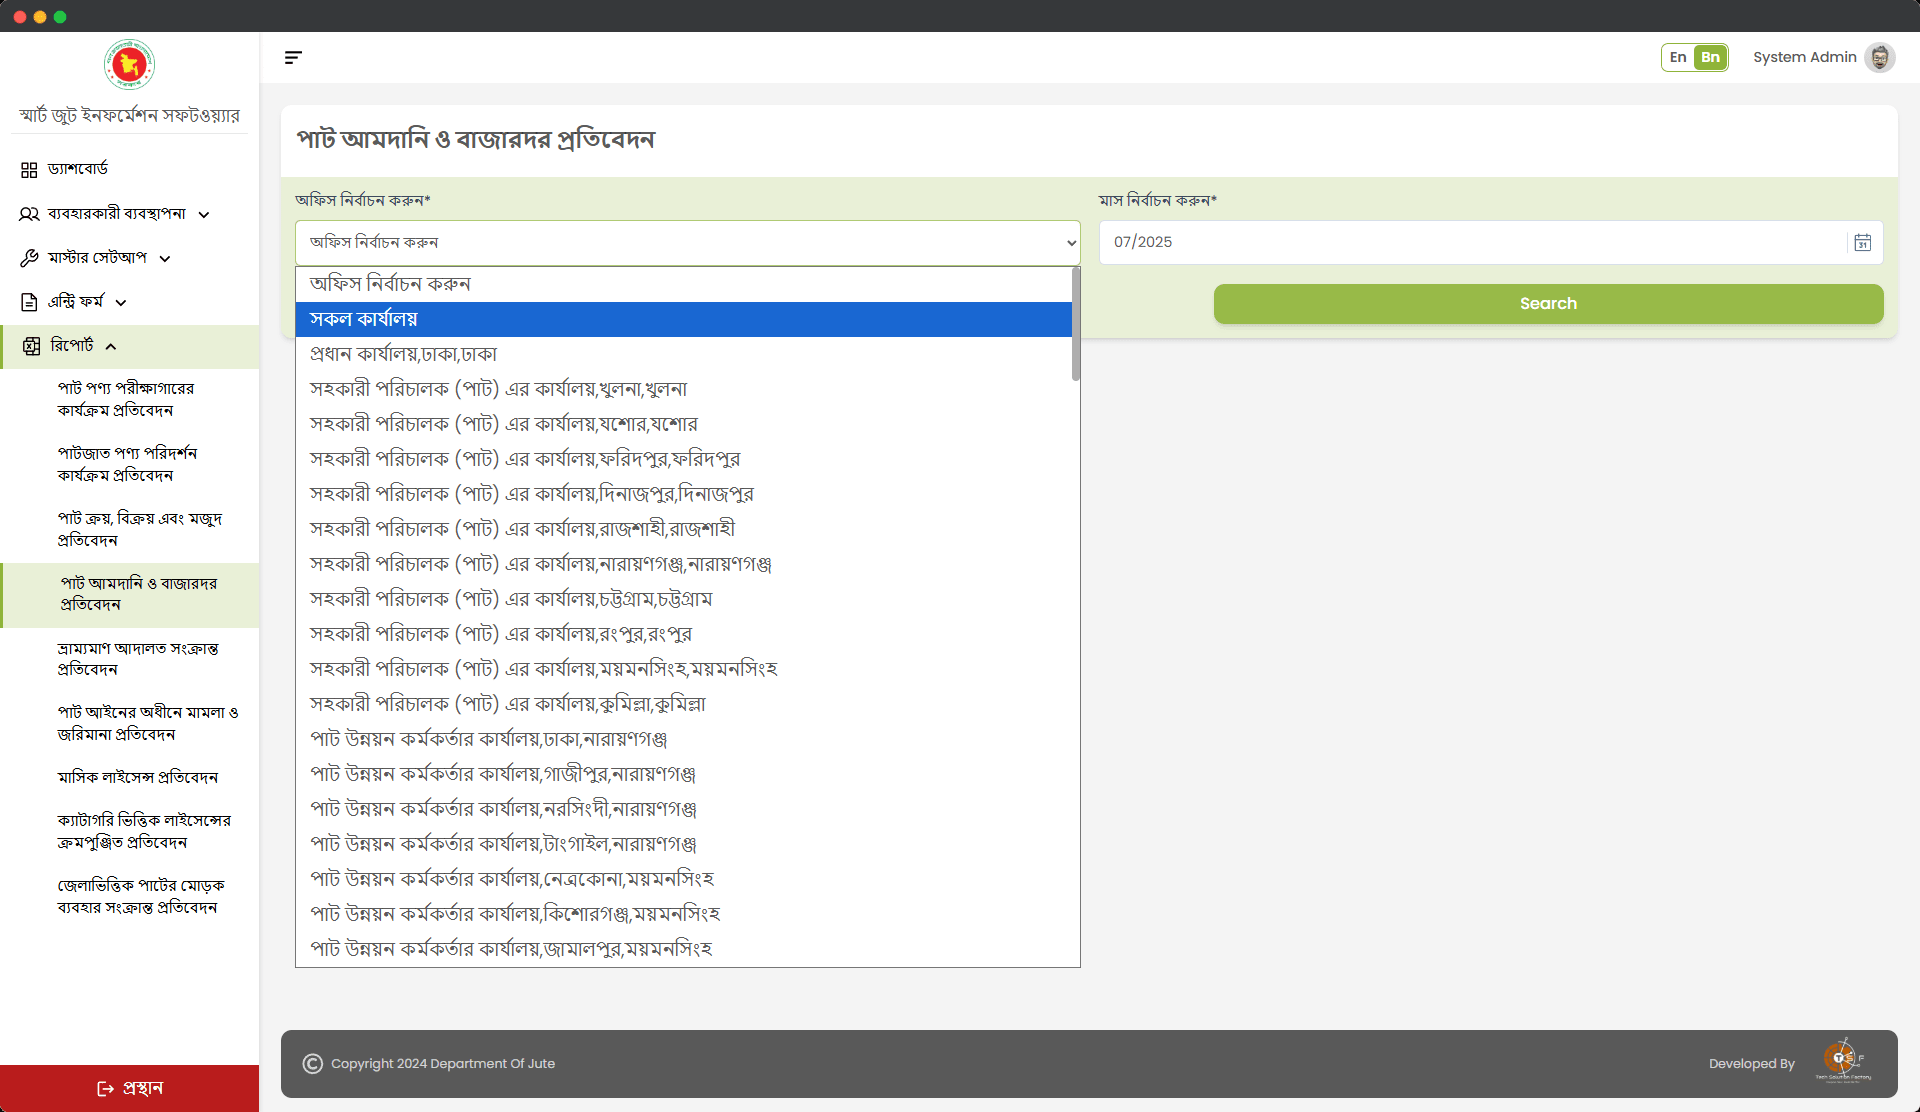 স্মার্ট জুট ইনফর্মেশন সফটওয়্যার
ড্যাশবোর্ড
ব্যবহারকারী ব্যবস্থাপনা
মাস্টার সেটআপ
এন্ট্রি ফর্ম
রিপোর্ট
পাট পণ্য পরীক্ষাগারের
কার্যক্রম প্রতিবেদন
পাটজাত পণ্য পরিদর্শন
কার্যক্রম প্রতিবেদন
পাট ক্রয়, বিক্রয় এবং মজুদ
প্রতিবেদন
পাট আমদানি ও বাজারদর
প্রতিবেদন
ভ্রাম্যমাণ আদালত সংক্রান্ত
প্রতিবেদন
পাট আইনের অধীনে মামলা ও
জরিমানা প্রতিবেদন
মাসিক লাইসেন্স প্রতিবেদন
ক্যাটাগরি ভিত্তিক লাইসেন্সের
ক্রমপুঞ্জিত প্রতিবেদন
জেলাভিত্তিক পাটের মোড়ক
ব্যবহার সংক্রান্ত প্রতিবেদন
প্রস্থান
En Bn System Admin
পাট আমদানি ও বাজারদর প্রতিবেদন
অফিস নির্বাচন করুন*
অফিস নির্বাচন করুন
মাস নির্বাচন করুন*
07/2025
Search
অফিস নির্বাচন করুন
সকল কার্যালয়
প্রধান কার্যালয়,ঢাকা,ঢাকা
সহকারী পরিচালক (পাট) এর কার্যালয়,খুলনা,খুলনা
সহকারী পরিচালক (পাট) এর কার্যালয়,যশোর,যশোর
সহকারী পরিচালক (পাট) এর কার্যালয়,ফরিদপুর,ফরিদপুর
সহকারী পরিচালক (পাট) এর কার্যালয়,দিনাজপুর,দিনাজপুর
সহকারী পরিচালক (পাট) এর কার্যালয়,রাজশাহী,রাজশাহী
সহকারী পরিচালক (পাট) এর কার্যালয়,নারায়ণগঞ্জ,নারায়ণগঞ্জ
সহকারী পরিচালক (পাট) এর কার্যালয়,চট্টগ্রাম,চট্টগ্রাম
সহকারী পরিচালক (পাট) এর কার্যালয়,রংপুর,রংপুর
সহকারী পরিচালক (পাট) এর কার্যালয়,ময়মনসিংহ,ময়মনসিংহ
সহকারী পরিচালক (পাট) এর কার্যালয়,কুমিল্লা,কুমিল্লা
পাট উন্নয়ন কর্মকর্তার কার্যালয়,ঢাকা,নারায়ণগঞ্জ
পাট উন্নয়ন কর্মকর্তার কার্যালয়,গাজীপুর,নারায়ণগঞ্জ
পাট উন্নয়ন কর্মকর্তার কার্যালয়,নরসিংদী,নারায়ণগঞ্জ
পাট উন্নয়ন কর্মকর্তার কার্যালয়,টাংগাইল,নারায়ণগঞ্জ
পাট উন্নয়ন কর্মকর্তার কার্যালয়,নেত্রকোনা,ময়মনসিংহ
পাট উন্নয়ন কর্মকর্তার কার্যালয়,কিশোরগঞ্জ,ময়মনসিংহ
পাট উন্নয়ন কর্মকর্তার কার্যালয়,জামালপুর,ময়মনসিংহ
© Copyright 2024 Department Of Jute
Developed By
TSF
Tech Solution Factory